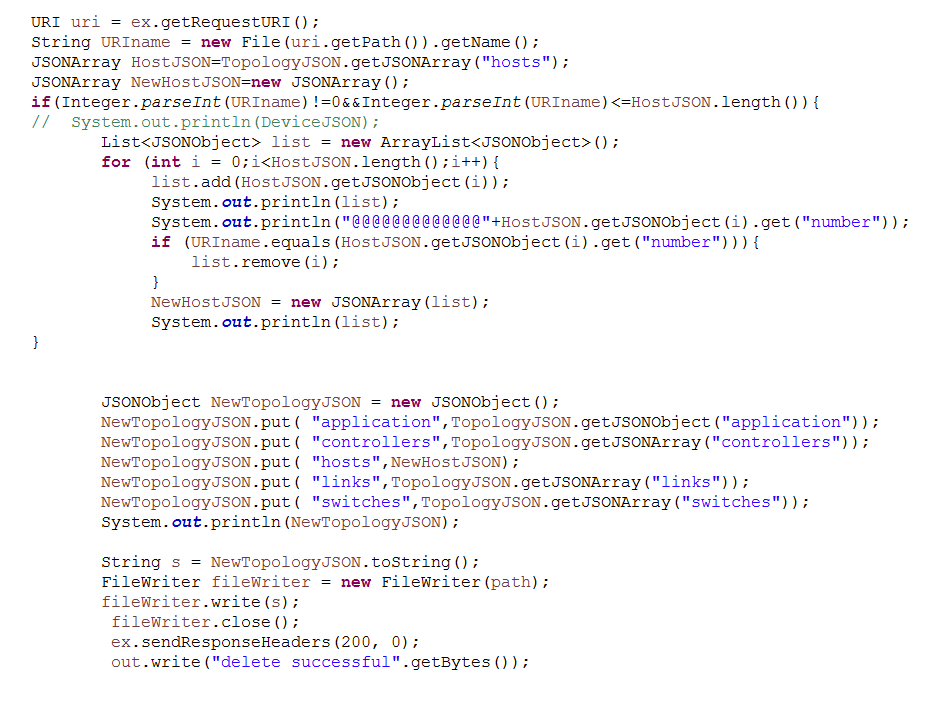 URI uri = ex.getRequestURI();
String URIname = new File(uri.getPath()).getName();
JSONArray HostJSON=TopologyJSON.getJSONArray("hosts");
JSONArray NewHostJSON=new JSONArray();
if(Integer.parseInt(URIname)!=0&&Integer.parseInt(URIname)<=HostJSON.length()){
//  System.out.println(DeviceJSON);
       List<JSONObject> list = new ArrayList<JSONObject>();
       for (int i = 0;i<HostJSON.length();i++){
            list.add(HostJSON.getJSONObject(i));
            System.out.println(list);
            System.out.println("@@@@@@@@@@@@@"+HostJSON.getJSONObject(i).get("number"));
            if (URIname.equals(HostJSON.getJSONObject(i).get("number"))){
                list.remove(i);
            }
            NewHostJSON = new JSONArray(list);
            System.out.println(list);
}
       JSONObject NewTopologyJSON = new JSONObject();
       NewTopologyJSON.put( "application",TopologyJSON.getJSONObject("application"));
       NewTopologyJSON.put( "controllers",TopologyJSON.getJSONArray("controllers"));
       NewTopologyJSON.put( "hosts",NewHostJSON);
       NewTopologyJSON.put( "links",TopologyJSON.getJSONArray("links"));
       NewTopologyJSON.put( "switches",TopologyJSON.getJSONArray("switches"));
       System.out.println(NewTopologyJSON);
       String s = NewTopologyJSON.toString();
       FileWriter fileWriter = new FileWriter(path);
       fileWriter.write(s);
        fileWriter.close();
        ex.sendResponseHeaders(200, 0);
        out.write("delete successful".getBytes());